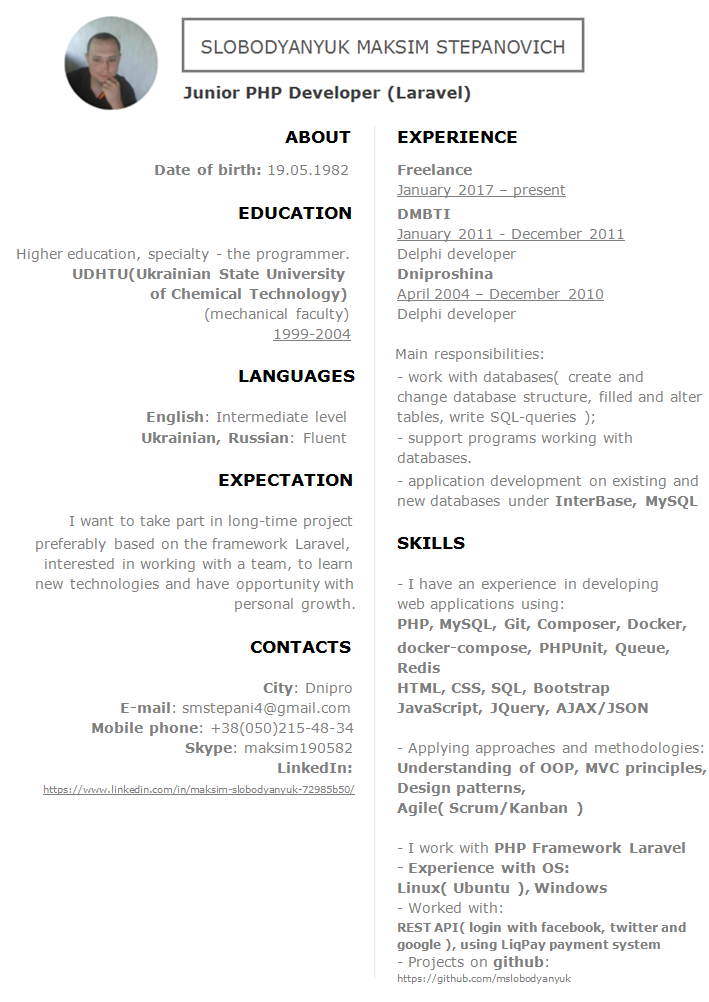 SLOBODYANYUK MAKSIM STEPANOVICH
Junior PHP Developer (Laravel)
ABOUT
Date of birth: 19.05.1982
EDUCATION
Higher education, specialty - the programmer.
UDHTU(Ukrainian State University
of Chemical Technology)
(mechanical faculty)
1999-2004
LANGUAGES
English: Intermediate level
Ukrainian, Russian: Fluent
EXPECTATION
I want to take part in long-time project
preferably based on the framework Laravel,
interested in working with a team, to learn
new technologies and have opportunity with
personal growth.
CONTACTS
City: Dnipro
E-mail: smstepani4@gmail.com
Mobile phone: +38(050)215-48-34
Skype: maksim190582
LinkedIn:
https://www.linkedin.com/in/maksim-slobodyanyuk-72985b50/
EXPERIENCE
Freelance
January 2017 – present
DMBTI
January 2011 - December 2011
Delphi developer
Dniproshina
April 2004 – December 2010
Delphi developer
Main responsibilities:
- work with databases( create and
change database structure, filled and alter
tables, write SQL-queries );
- support programs working with
databases.
- application development on existing and
new databases under InterBase, MySQL
SKILLS
- I have an experience in developing
web applications using:
PHP, MySQL, Git, Composer, Docker,
docker-compose, PHPUnit, Queue,
Redis
HTML, CSS, SQL, Bootstrap
JavaScript, JQuery, AJAX/JSON
- Applying approaches and methodologies:
Understanding of OOP, MVC principles,
Design patterns,
Agile( Scrum/Kanban )
- I work with PHP Framework Laravel
- Experience with OS:
Linux( Ubuntu ), Windows
- Worked with:
REST API( login with facebook, twitter and
google ), using LiqPay payment system
- Projects on github:
https://github.com/mslobodyanyuk